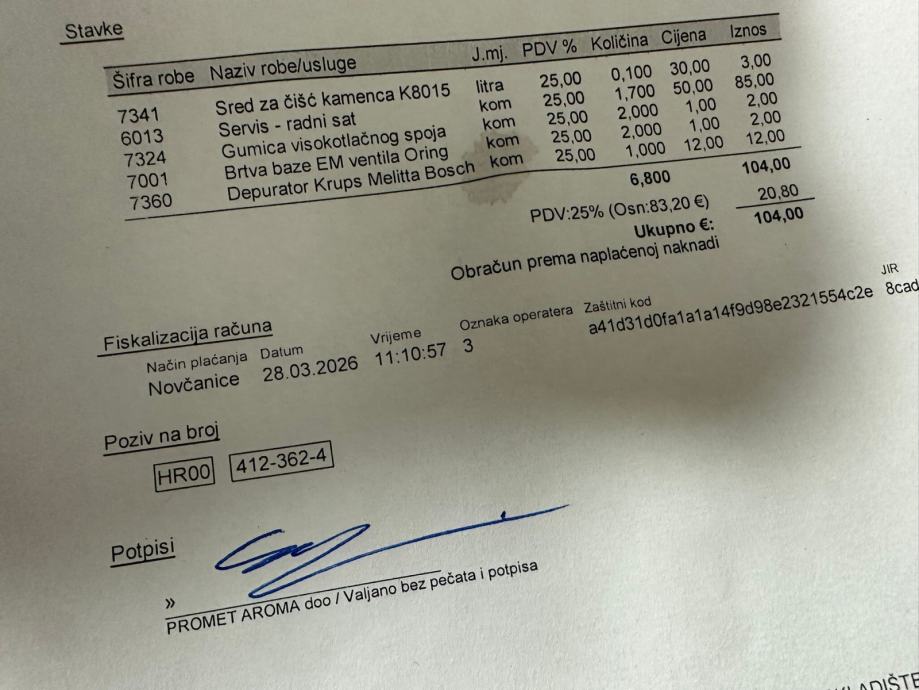 Stavke
Šifra robe Naziv robe/usluge J.mj. PDV % Količina Cijena Iznos
7341 Sred za čišć kamenca K8015 litra 25,00 0,100 30,00 3,00
6013 Servis - radni sat kom 25,00 1,700 50,00 85,00
7324 Gumica visokotlačnog spoja kom 25,00 2,000 1,00 2,00
7001 Brtva baze EM ventila Oring kom 25,00 2,000 1,00 2,00
7360 Depurator Krups Melitta Bosch kom 25,00 1,000 12,00 12,00
6,800 104,00
PDV:25% (Osn:83,20 €) 20,80
Ukupno €: 104,00
Obračun prema naplaćenoj naknadi
Fiskalizacija računa
Način plaćanja Datum Vrijeme Oznaka operatera Zaštitni kod JIR
Novčanice 28.03.2026 11:10:57 3 a41d31d0fa1a1a14f9d98e2321554c2e 8cad
Poziv na broj
HR00 412-362-4
Potpisi
»
PROMET AROMA doo / Valjano bez pečata i potpisa